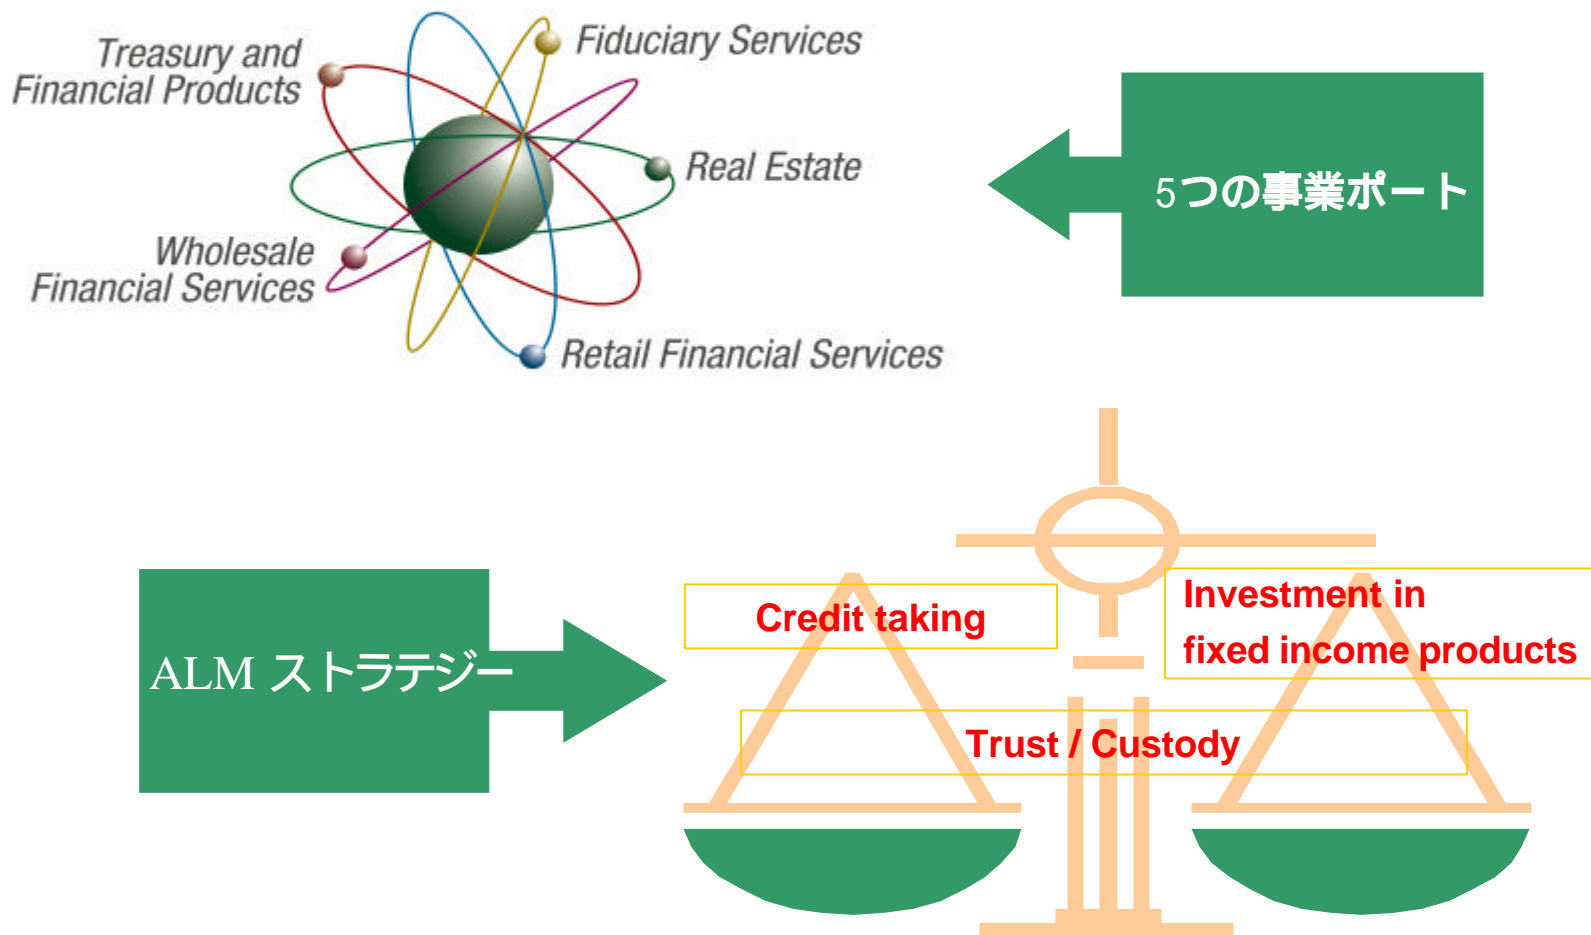 Treasury and
Financial Products
Fiduciary Services
Real Estate
Wholesale
Financial Services
Retail Financial Services
5つの事業ポート
ALM ストラテジー
Credit taking
Investment in
fixed income products
Trust / Custody